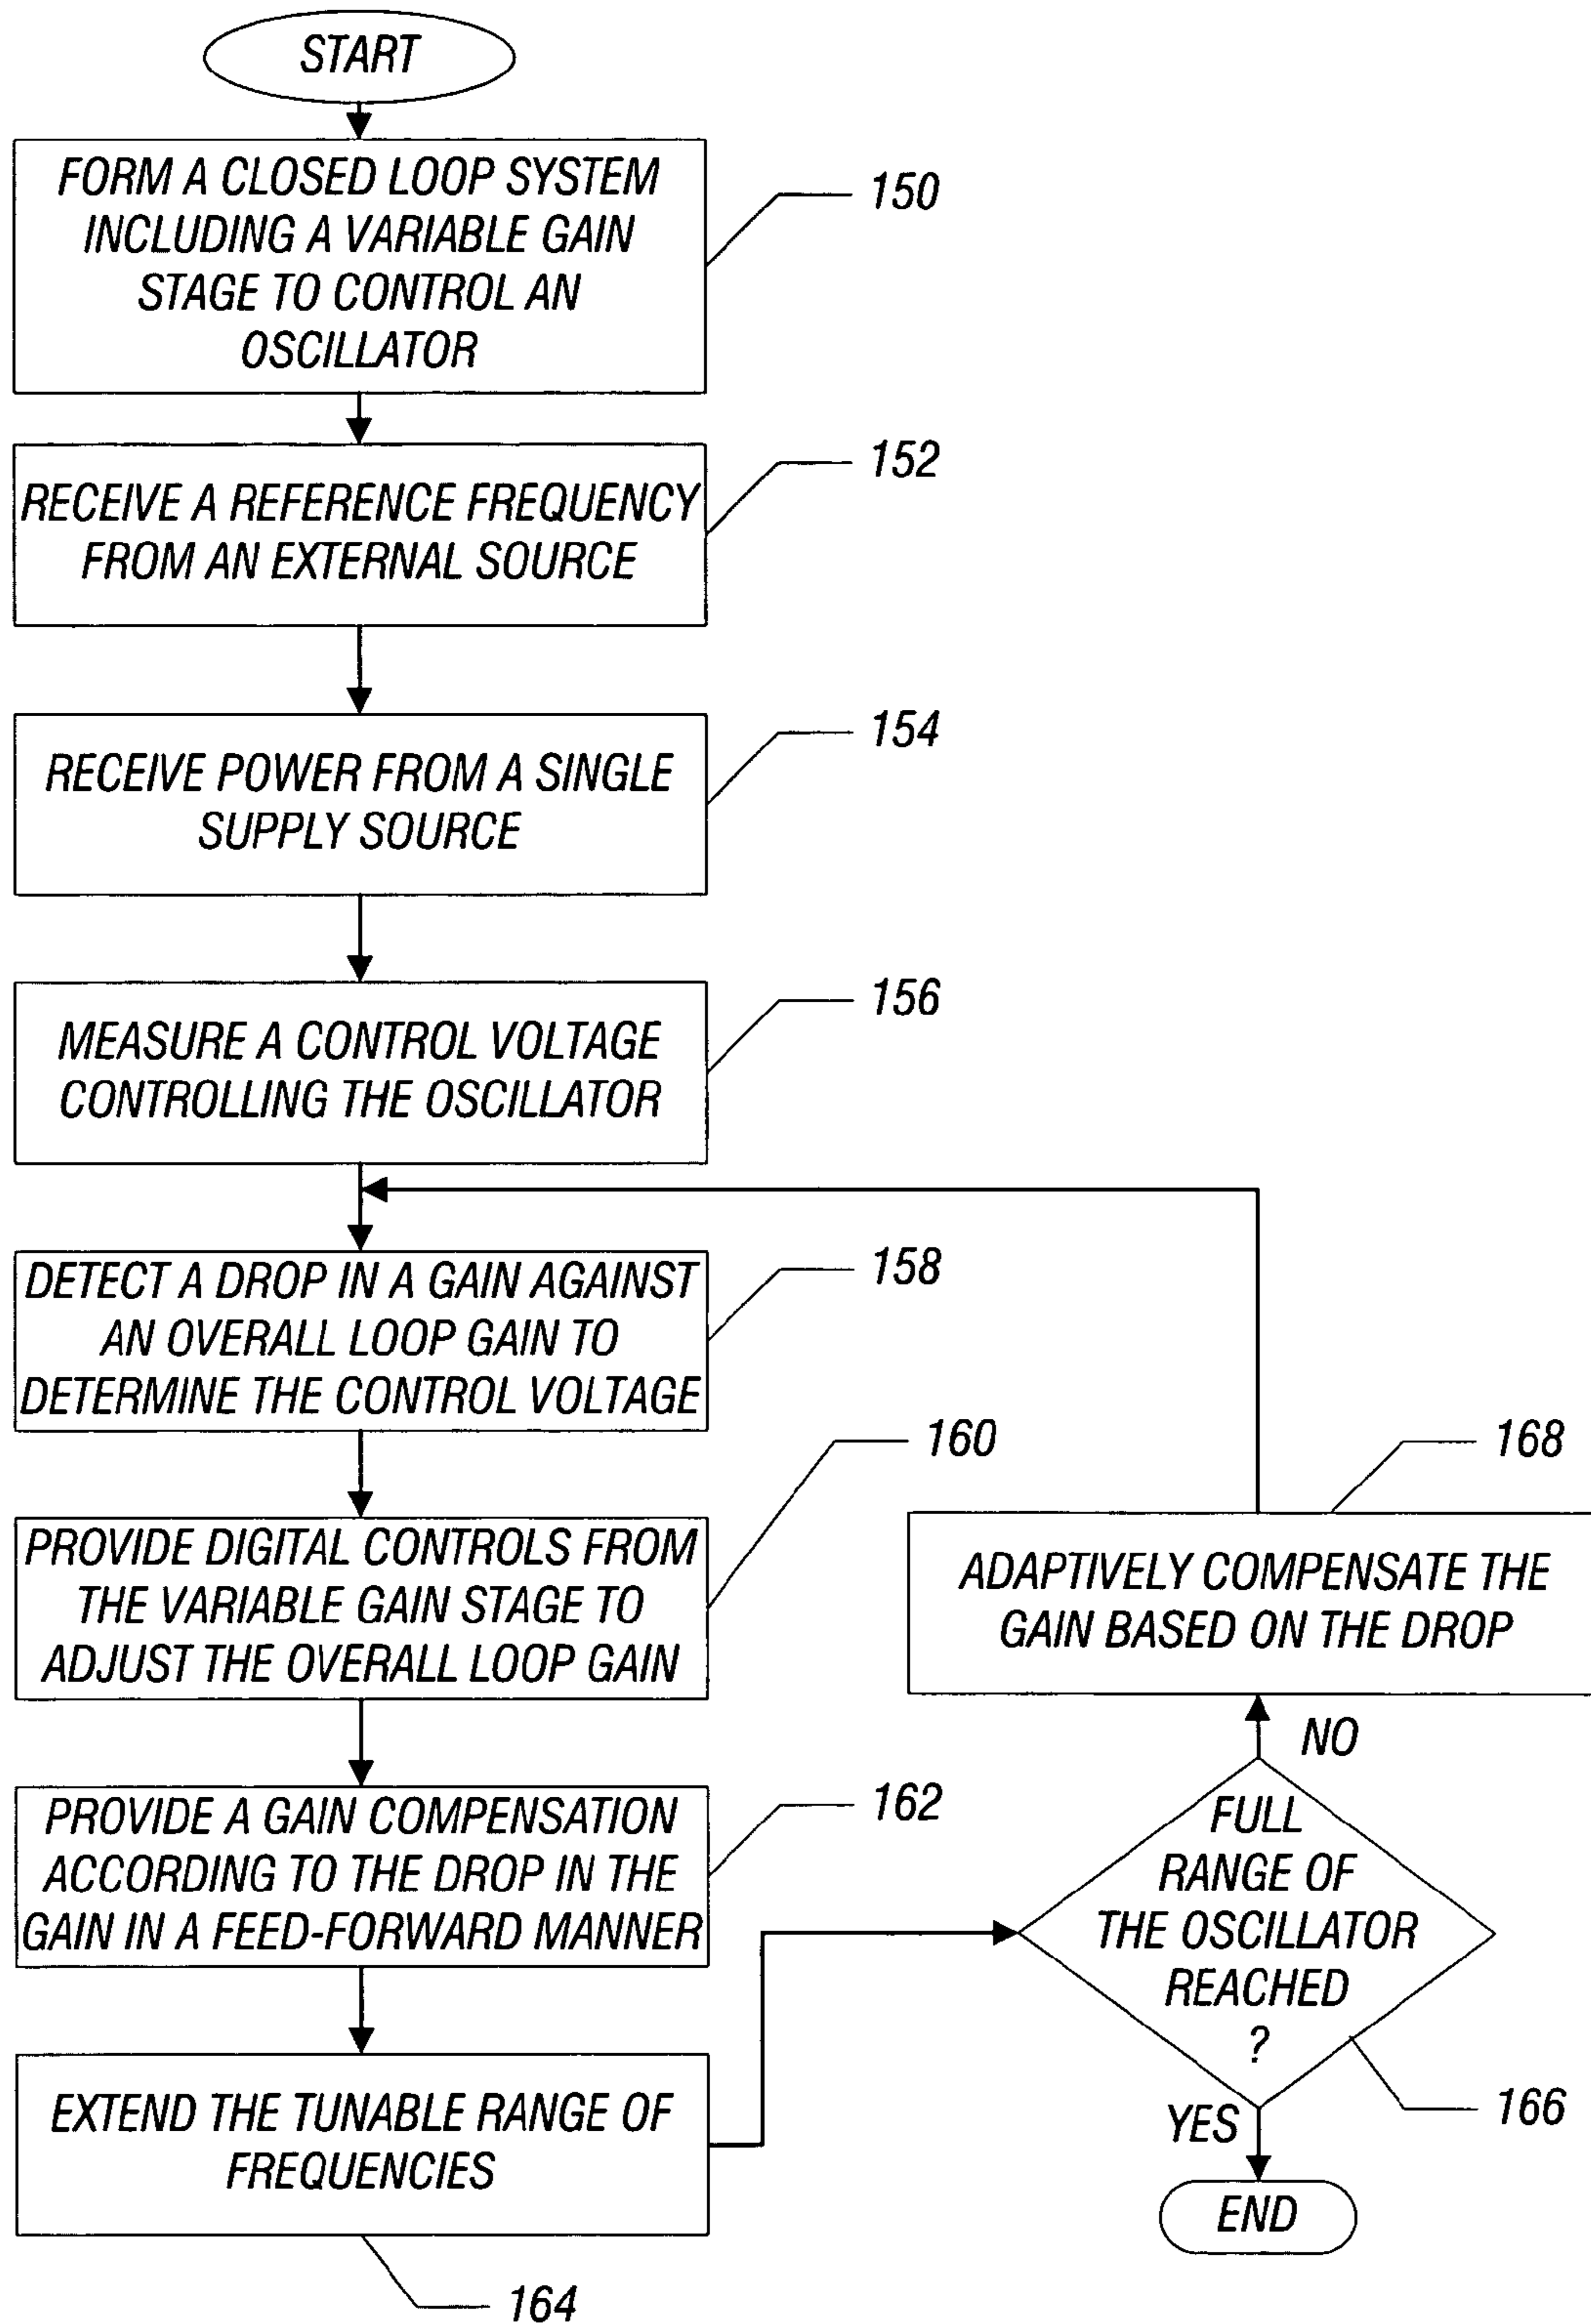 START
FORM A CLOSED LOOP SYSTEM
INCLUDING A VARIABLE GAIN
STAGE TO CONTROL AN
OSCILLATOR
150
RECEIVE A REFERENCE FREQUENCY
FROM AN EXTERNAL SOURCE
152
RECEIVE POWER FROM A SINGLE
SUPPLY SOURCE
154
MEASURE A CONTROL VOLTAGE
CONTROLLING THE OSCILLATOR
156
DETECT A DROP IN A GAIN AGAINST
AN OVERALL LOOP GAIN TO
DETERMINE THE CONTROL VOLTAGE
158
PROVIDE DIGITAL CONTROLS FROM
THE VARIABLE GAIN STAGE TO
ADJUST THE OVERALL LOOP GAIN
160
PROVIDE A GAIN COMPENSATION
ACCORDING TO THE DROP IN THE
GAIN IN A FEED-FORWARD MANNER
162
EXTEND THE TUNABLE RANGE OF
FREQUENCIES
164
FULL
RANGE OF
THE OSCILLATOR
REACHED
?
166
NO
ADAPTIVELY COMPENSATE THE
GAIN BASED ON THE DROP
168
YES
END